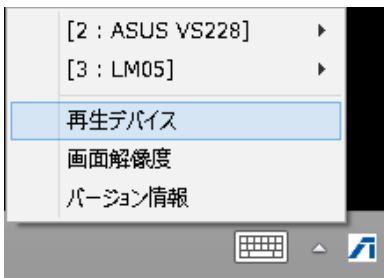 [2 : ASUS VS228]
[3 : LM05]
再生デバイス
画面解像度
バージョン情報